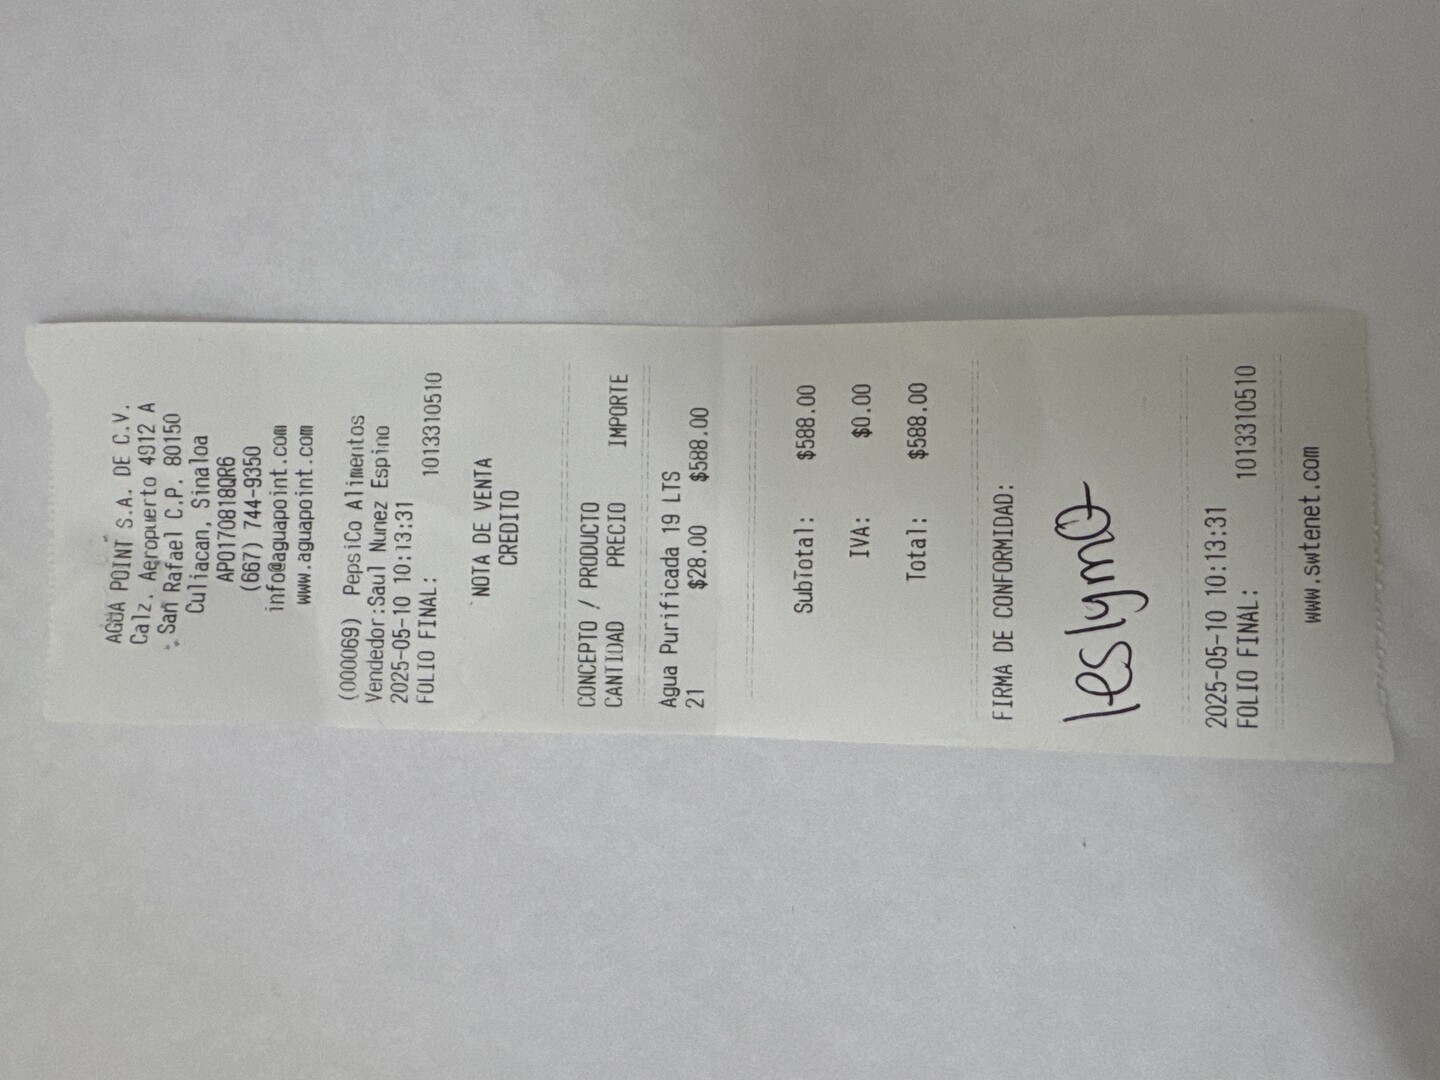 AGUA POINT S.A. DE C.V.
Calz. Aeropuerto 4912 A
San Rafael C.P. 80150
Culiacan, Sinaloa
APO170818QR6
(667) 744-9350
info@aguapoint.com
www.aguapoint.com
(000069) PepsiCo Alimentos
Vendedor:Saul Nunez Espino
2025-05-10 10:13:31
FOLIO FINAL: 1013310510
NOTA DE VENTA
CREDITO
CONCEPTO / PRODUCTO
CANTIDAD PRECIO IMPORTE
Agua Purificada 19 LTS
21 $28.00 $588.00
SubTotal: $588.00
IVA: $0.00
Total: $588.00
FIRMA DE CONFORMIDAD:
leslyma
2025-05-10 10:13:31
FOLIO FINAL: 1013310510
www.swtenet.com